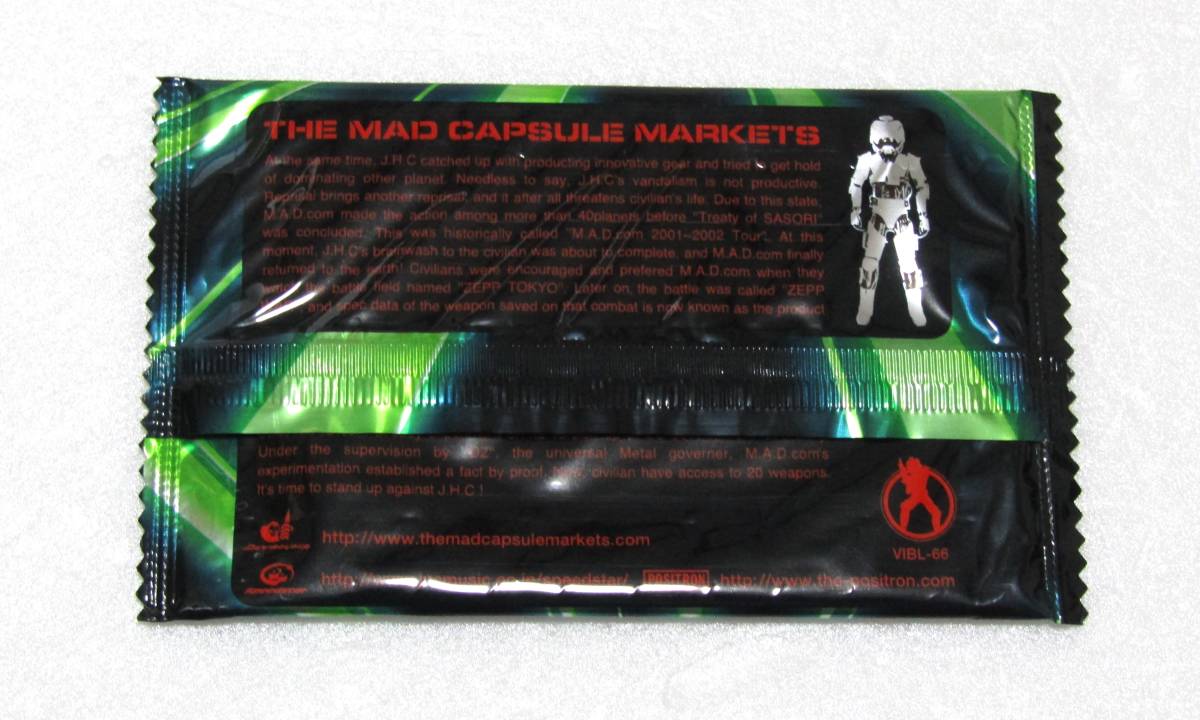 THE MAD CAPSULE MARKETS
At the same time, J.H.C catched up with producting innovative gear and tried to get hold
of dominating other planet. Needless to say, J.H.C's vandalism is not productive.
Reprisal brings another reprisal, and it after all threatens civilian's life. Due to this state,
M.A.D.com made the action among more than 40planets before "Treaty of SASORI"
was concluded. This was historically called "M.A.D.com 2001~2002 Tour". At this
moment, J.H.C's brainwash to the civilian was about to complete, and M.A.D.com finally
returned to the earth! Civilians were encouraged and prefered M.A.D.com when they
the battle field named "ZEPP TOKYO". Later on, the battle was called "ZEPP
and spec data of the weapon saved on that combat is now known as the product
Under the supervision by the universal Metal governer, M.A.D.com's
experimentation established a fact by proof. Now, civilian have access to 20 weapons.
It's time to stand up against J.H.C !
http://www.themadcapsulemarkets.com
VIBL-66
/speedstar/ POSITRON http://www.the-positron.com